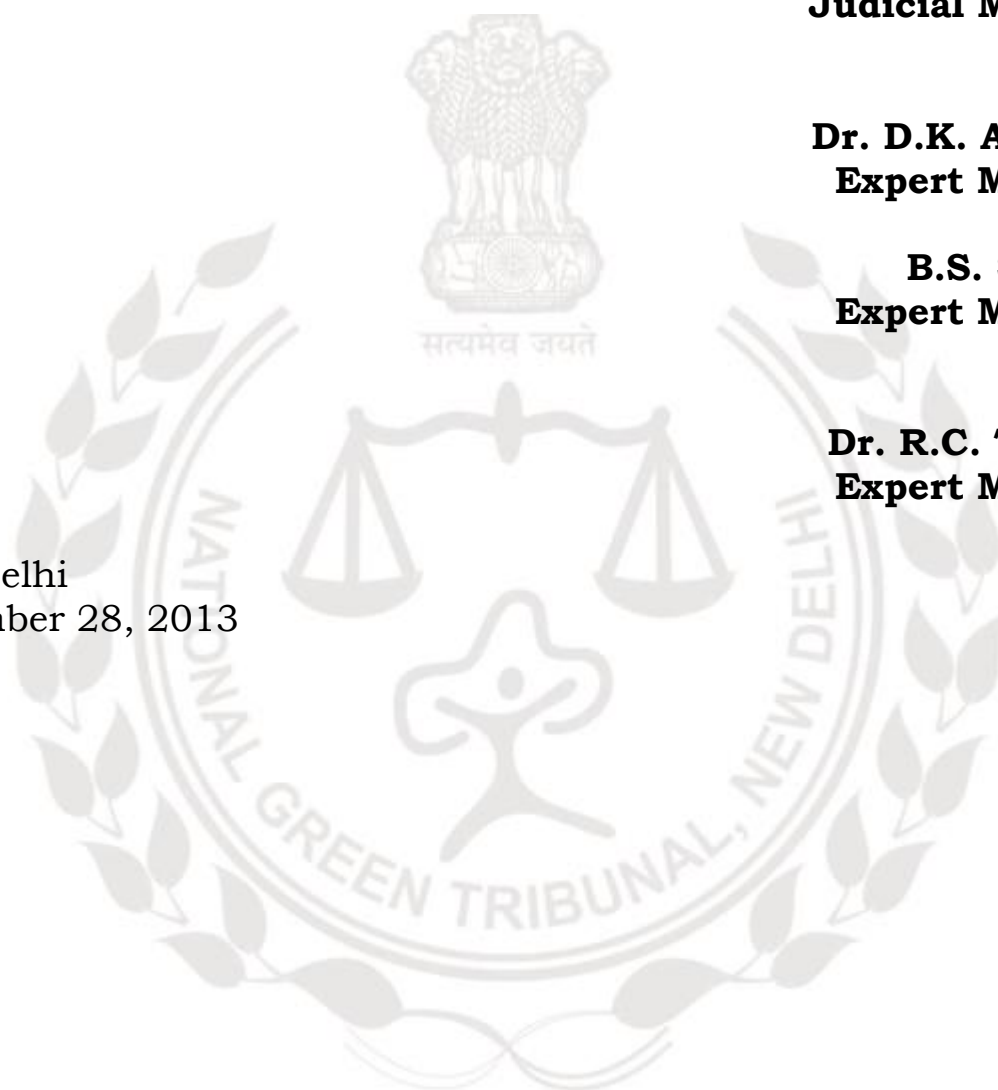 Judicial M
Dr. D.K. A
Expert M
B.S.
Expert M
Dr. R.C.
Expert M
elhi
ber 28, 2013
सत्यमेव जयते
NATIONAL GREEN TRIBUNAL, NEW DELHI